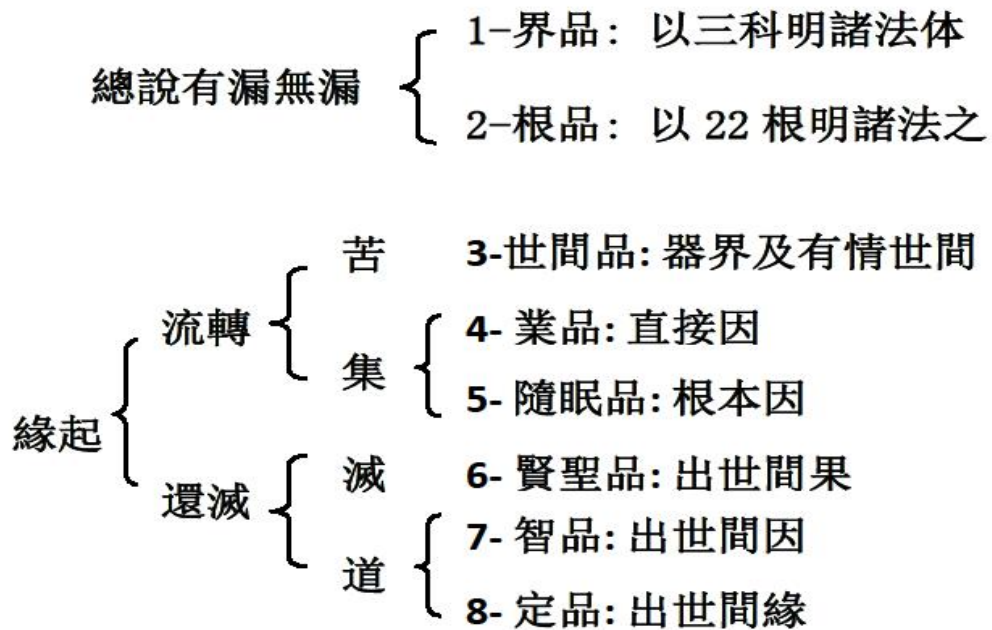 總說有漏無漏
1-界品: 以三科明諸法体
2-根品: 以 22 根明諸法之
緣起
流轉
苦
3-世間品: 器界及有情世間
集
4- 業品: 直接因
5- 隨眠品: 根本因
還滅
滅
6- 賢聖品: 出世間果
道
7- 智品: 出世間因
8- 定品: 出世間緣